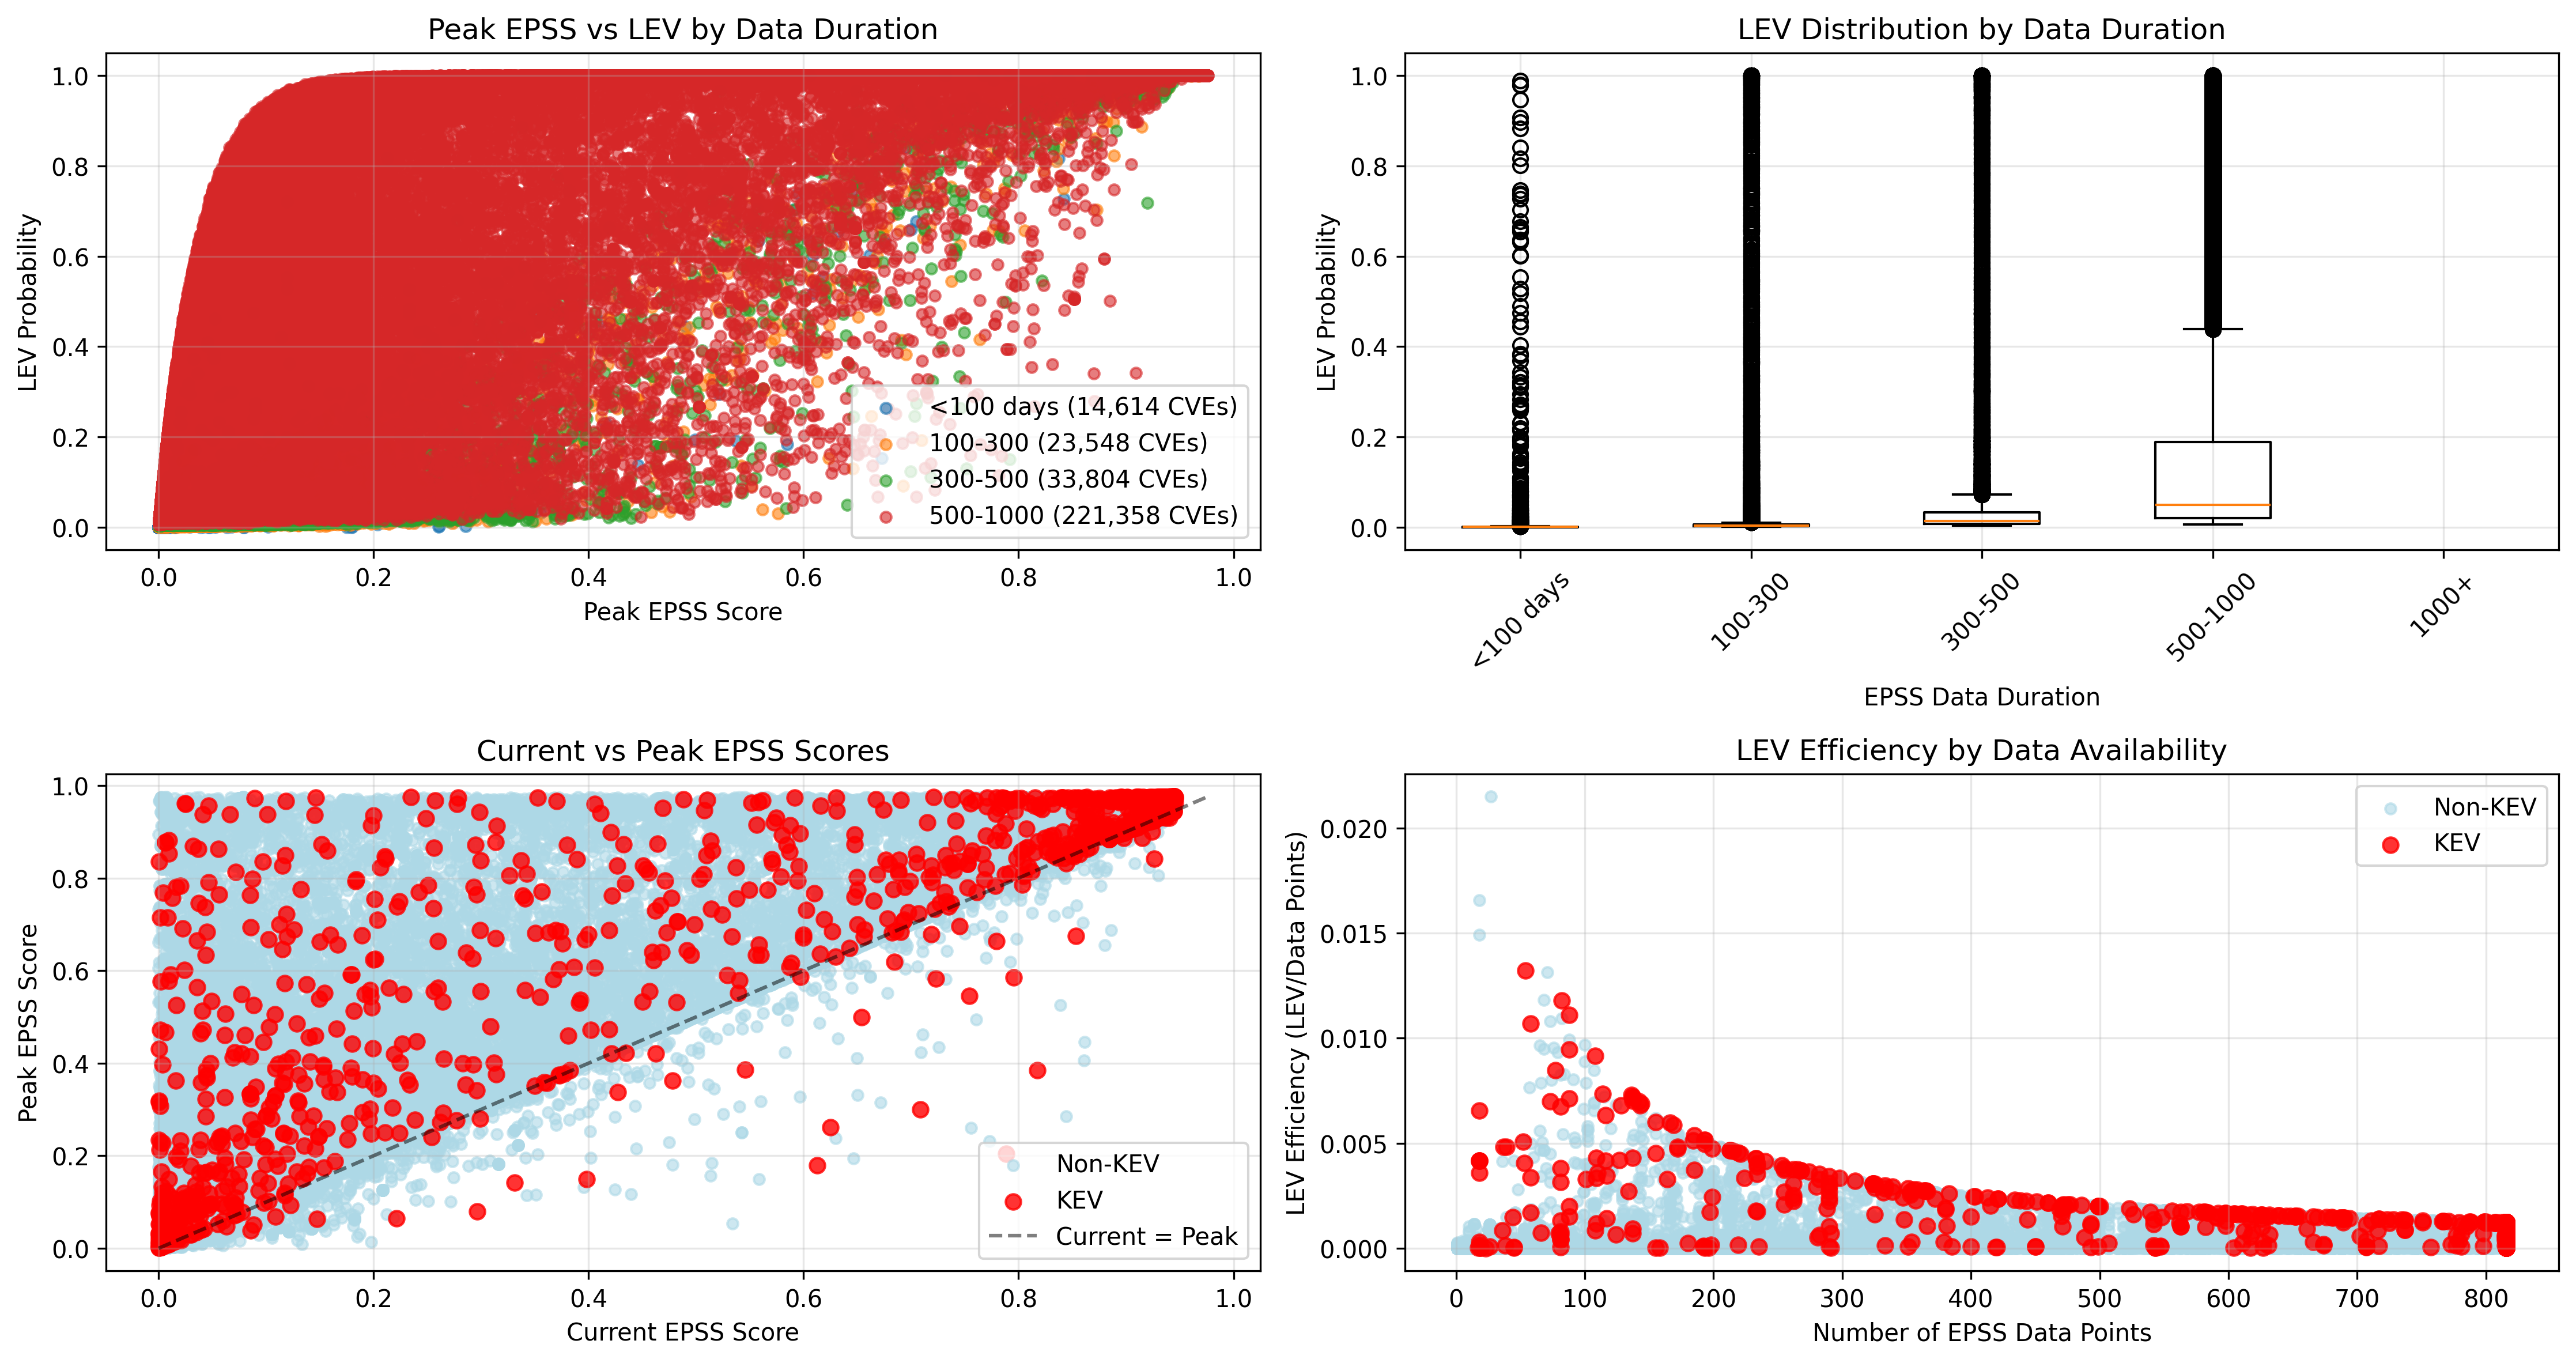 Peak EPSS vs LEV by Data Duration
LEV Probability
1.0
0.8
0.6
0.4
0.2
0.0
<100 days (14,614 CVEs)
100-300 (23,548 CVEs)
300-500 (33,804 CVEs)
500-1000 (221,358 CVEs)
0.0 0.2 0.4 0.6 0.8 1.0
Peak EPSS Score
LEV Distribution by Data Duration
LEV Probability
1.0
0.8
0.6
0.4
0.2
0.0
<100 days
100-300
300-500
500-1000
1000+
EPSS Data Duration
Current vs Peak EPSS Scores
Peak EPSS Score
1.0
0.8
0.6
0.4
0.2
0.0
Non-KEV
KEV
Current = Peak
0.0 0.2 0.4 0.6 0.8 1.0
Current EPSS Score
LEV Efficiency by Data Availability
LEV Efficiency (LEV/Data Points)
0.020
0.015
0.010
0.005
0.000
Non-KEV
KEV
0 100 200 300 400 500 600 700 800
Number of EPSS Data Points